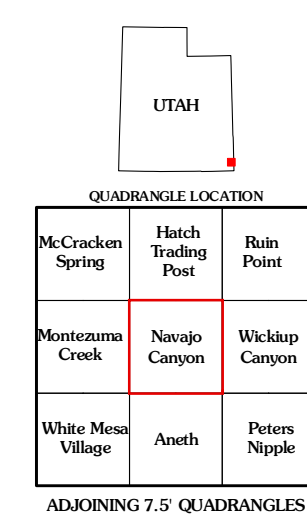 UTAH
QUADRANGLE LOCATION
McCracken
Spring
Hatch
Trading
Post
Ruin
Point
Montezuma
Creek
Navajo
Canyon
Wickiup
Canyon
White Mesa
Village
Aneth
Peters
Nipple
ADJOINING 7.5' QUADRANGLES